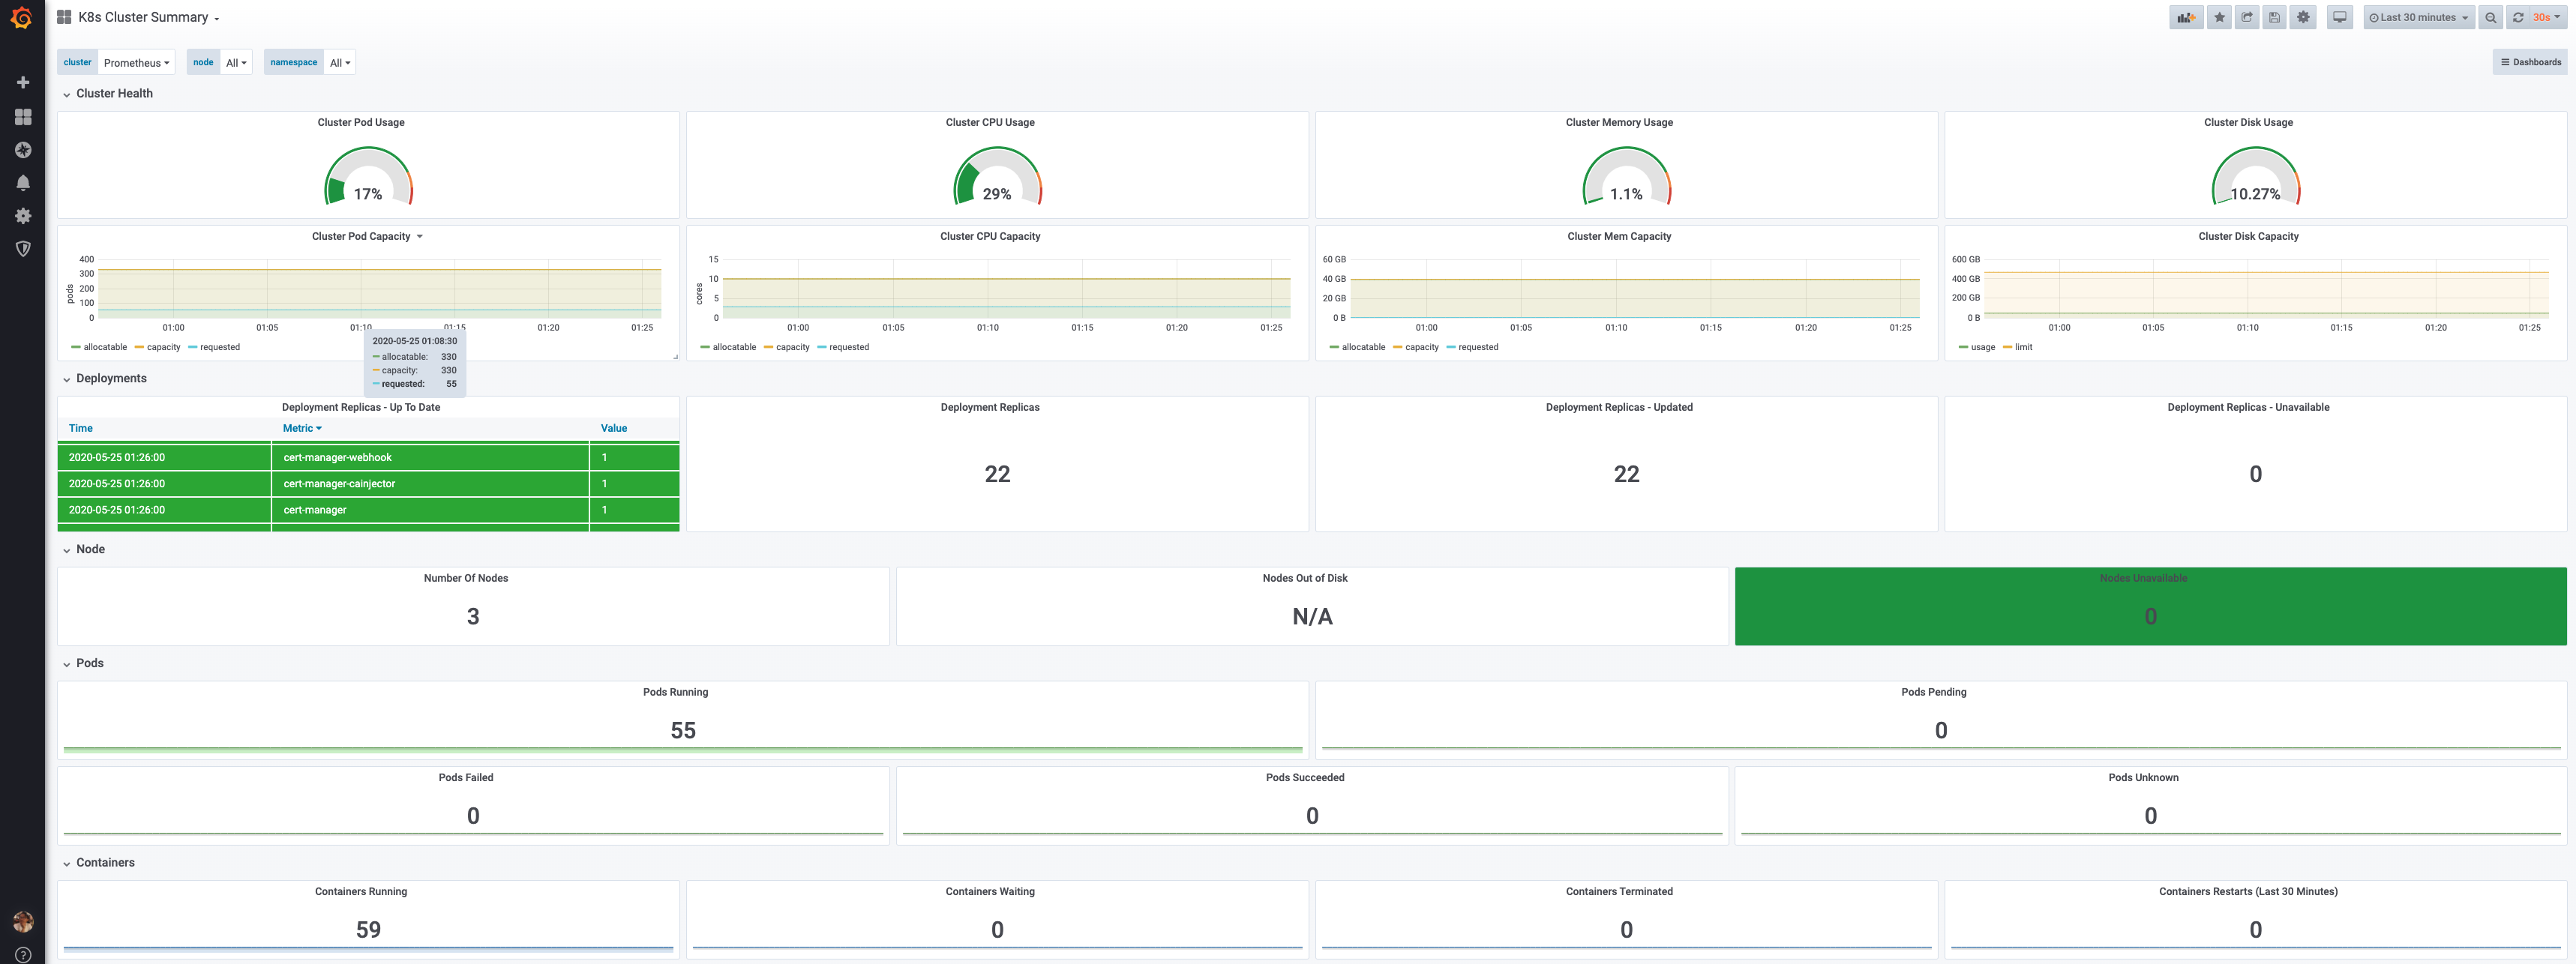 K8s Cluster Summary
Last 30 minutes
30s
cluster Prometheus node All namespace All
Dashboards
Cluster Health
Cluster Pod Usage
17%
Cluster CPU Usage
29%
Cluster Memory Usage
1.1%
Cluster Disk Usage
10.27%
Cluster Pod Capacity
400
300
200
100
0
pods
01:00 01:05 01:10 01:15 01:20 01:25
allocatable capacity requested
2020-05-25 01:08:30
allocatable: 330
capacity: 330
requested: 55
Cluster CPU Capacity
15
10
5
0
cores
01:00 01:05 01:10 01:15 01:20 01:25
allocatable capacity requested
Cluster Mem Capacity
60 GB
40 GB
20 GB
0 B
01:00 01:05 01:10 01:15 01:20 01:25
allocatable capacity requested
Cluster Disk Capacity
600 GB
400 GB
200 GB
0 B
01:00 01:05 01:10 01:15 01:20 01:25
usage limit
Deployments
Deployment Replicas - Up To Date
Time Metric Value
2020-05-25 01:26:00 cert-manager-webhook 1
2020-05-25 01:26:00 cert-manager-cainjector 1
2020-05-25 01:26:00 cert-manager 1
Deployment Replicas
22
Deployment Replicas - Updated
22
Deployment Replicas - Unavailable
0
Node
Number Of Nodes
3
Nodes Out of Disk
N/A
Nodes Unavailable
0
Pods
Pods Running
55
Pods Pending
0
Pods Failed
0
Pods Succeeded
0
Pods Unknown
0
Containers
Containers Running
59
Containers Waiting
0
Containers Terminated
0
Containers Restarts (Last 30 Minutes)
0